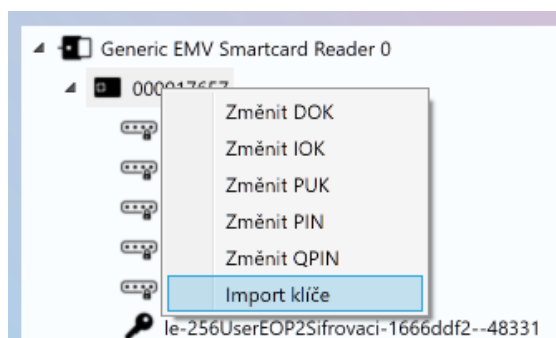 Generic EMV Smartcard Reader 0
000017657
Změnit DOK
Změnit IOK
Změnit PUK
Změnit PIN
Změnit QPIN
Import klíče
le-256UserEOP2Sifrovaci-1666ddf2--48331